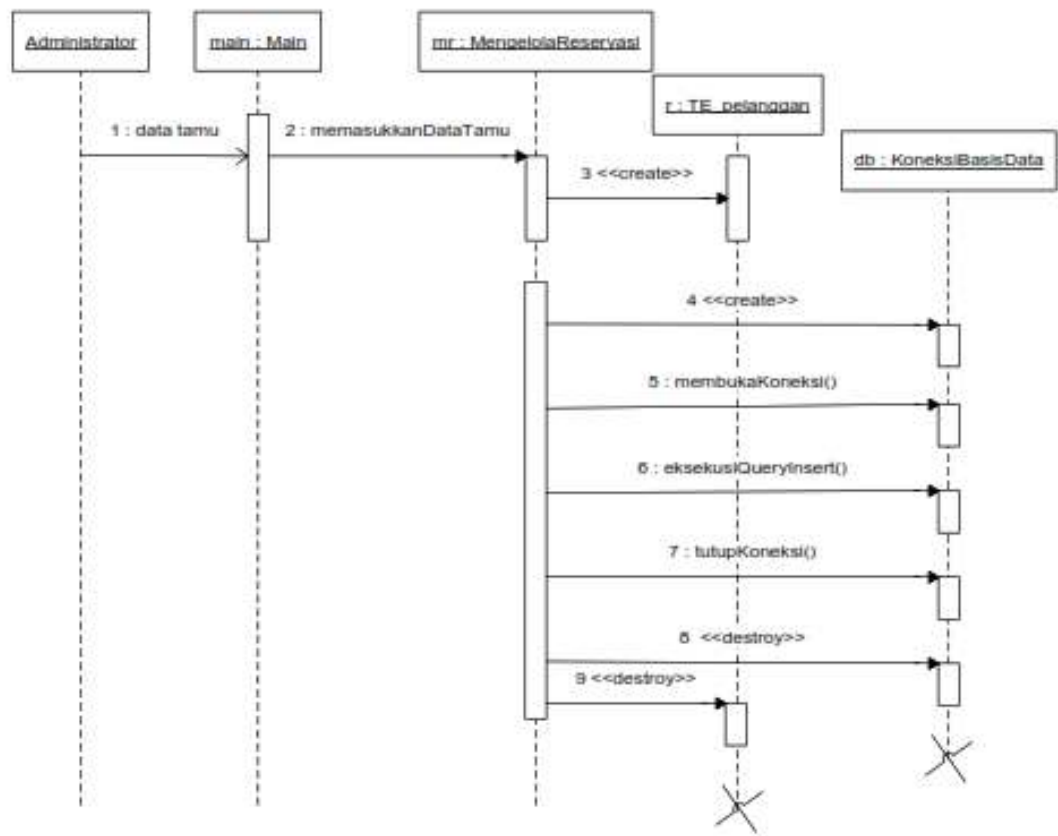 Administrator
main : Main
mr : MengelolaReservasi
r : TE_pelanggan
db : KoneksiBasisData
1 : data tamu
2 : memasukkanDataTamu
3 <<create>>
4 <<create>>
5 : membukaKoneksi()
6 : eksekusiQueryInsert()
7 : tutupKoneksi()
8 <<destroy>>
9 <<destroy>>